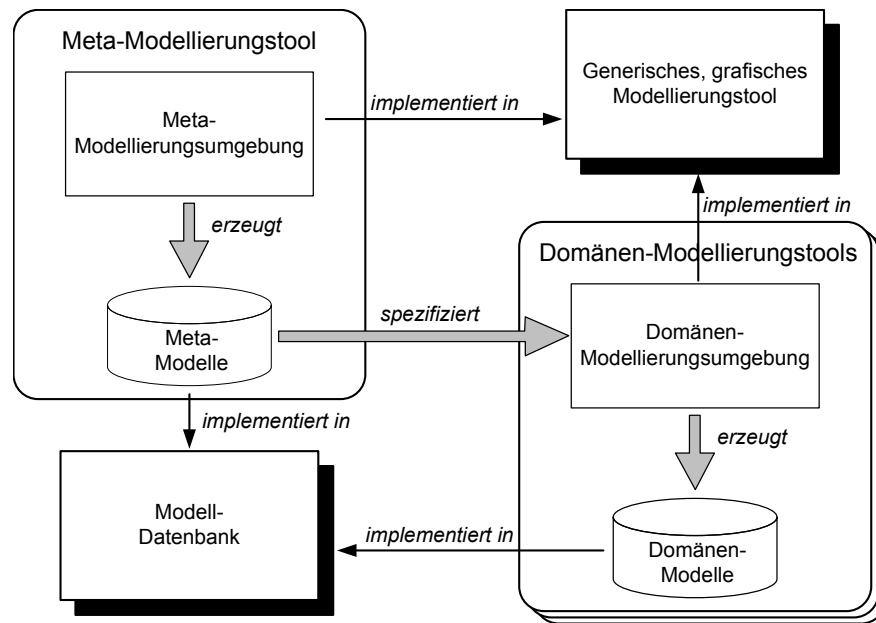 Meta-Modellierungstool
Meta-
Modellierungsumgebung
implementiert in
Generisches, grafisches
Modellierungstool
erzeugt
implementiert in
Domänen-Modellierungstools
Meta-
Modelle
spezifiziert
Domänen-
Modellierungsumgebung
implementiert in
erzeugt
Modell-
Datenbank
implementiert in
Domänen-
Modelle